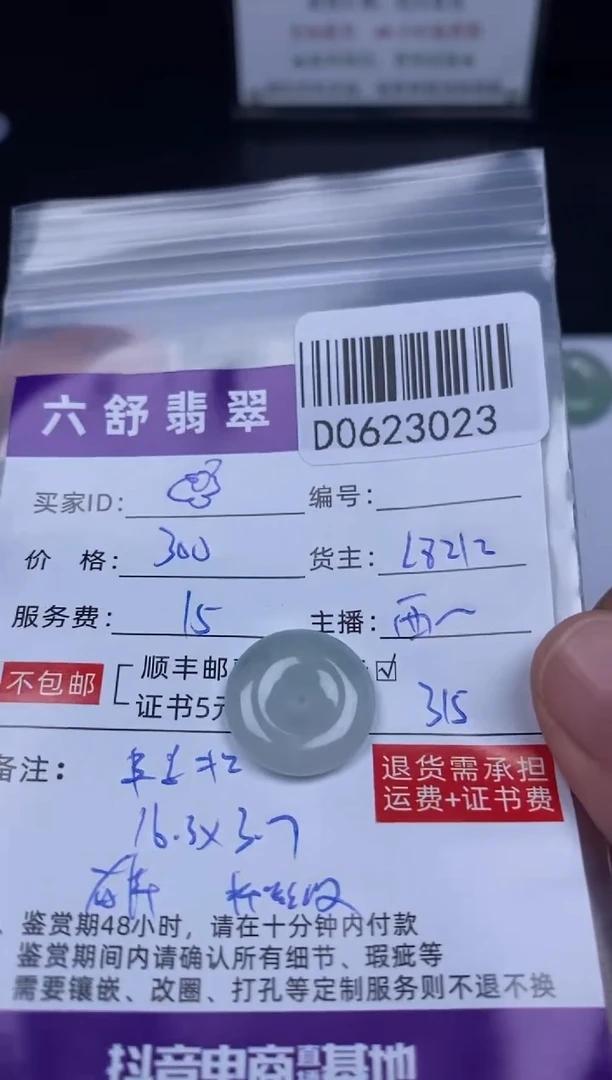 D0623023
六舒翡翠
买家ID:
编号:
价 格: 300
货主: L8212
服务费: 15
主播: 西一
不包邮
顺丰邮
证书5元
315
备注:
16.3x3.7
退货需承担
运费+证书费
鉴赏期48小时，请在十分钟内付款
鉴赏期间内请确认所有细节、瑕疵等
需要镶嵌、改圈、打孔等定制服务则不退不换
抖音电商直播基地